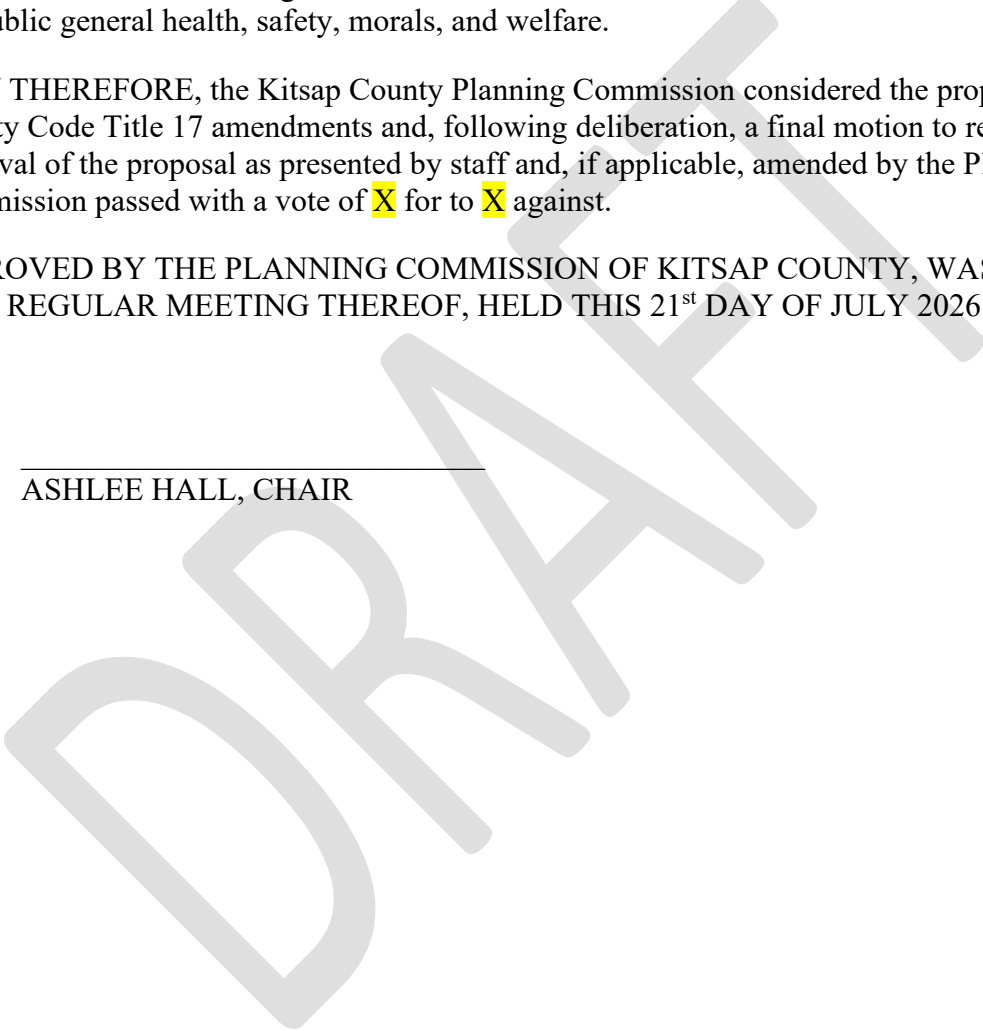 ublic general health, safety, morals, and welfare.
THEREFORE, the Kitsap County Planning Commission considered the prop
ty Code Title 17 amendments and, following deliberation, a final motion to re
val of the proposal as presented by staff and, if applicable, amended by the Pl
mission passed with a vote of X for to X against.
ROVED BY THE PLANNING COMMISSION OF KITSAP COUNTY, WAS
REGULAR MEETING THEREOF, HELD THIS 21st DAY OF JULY 2026
ASHLEE HALL, CHAIR
DRAFT